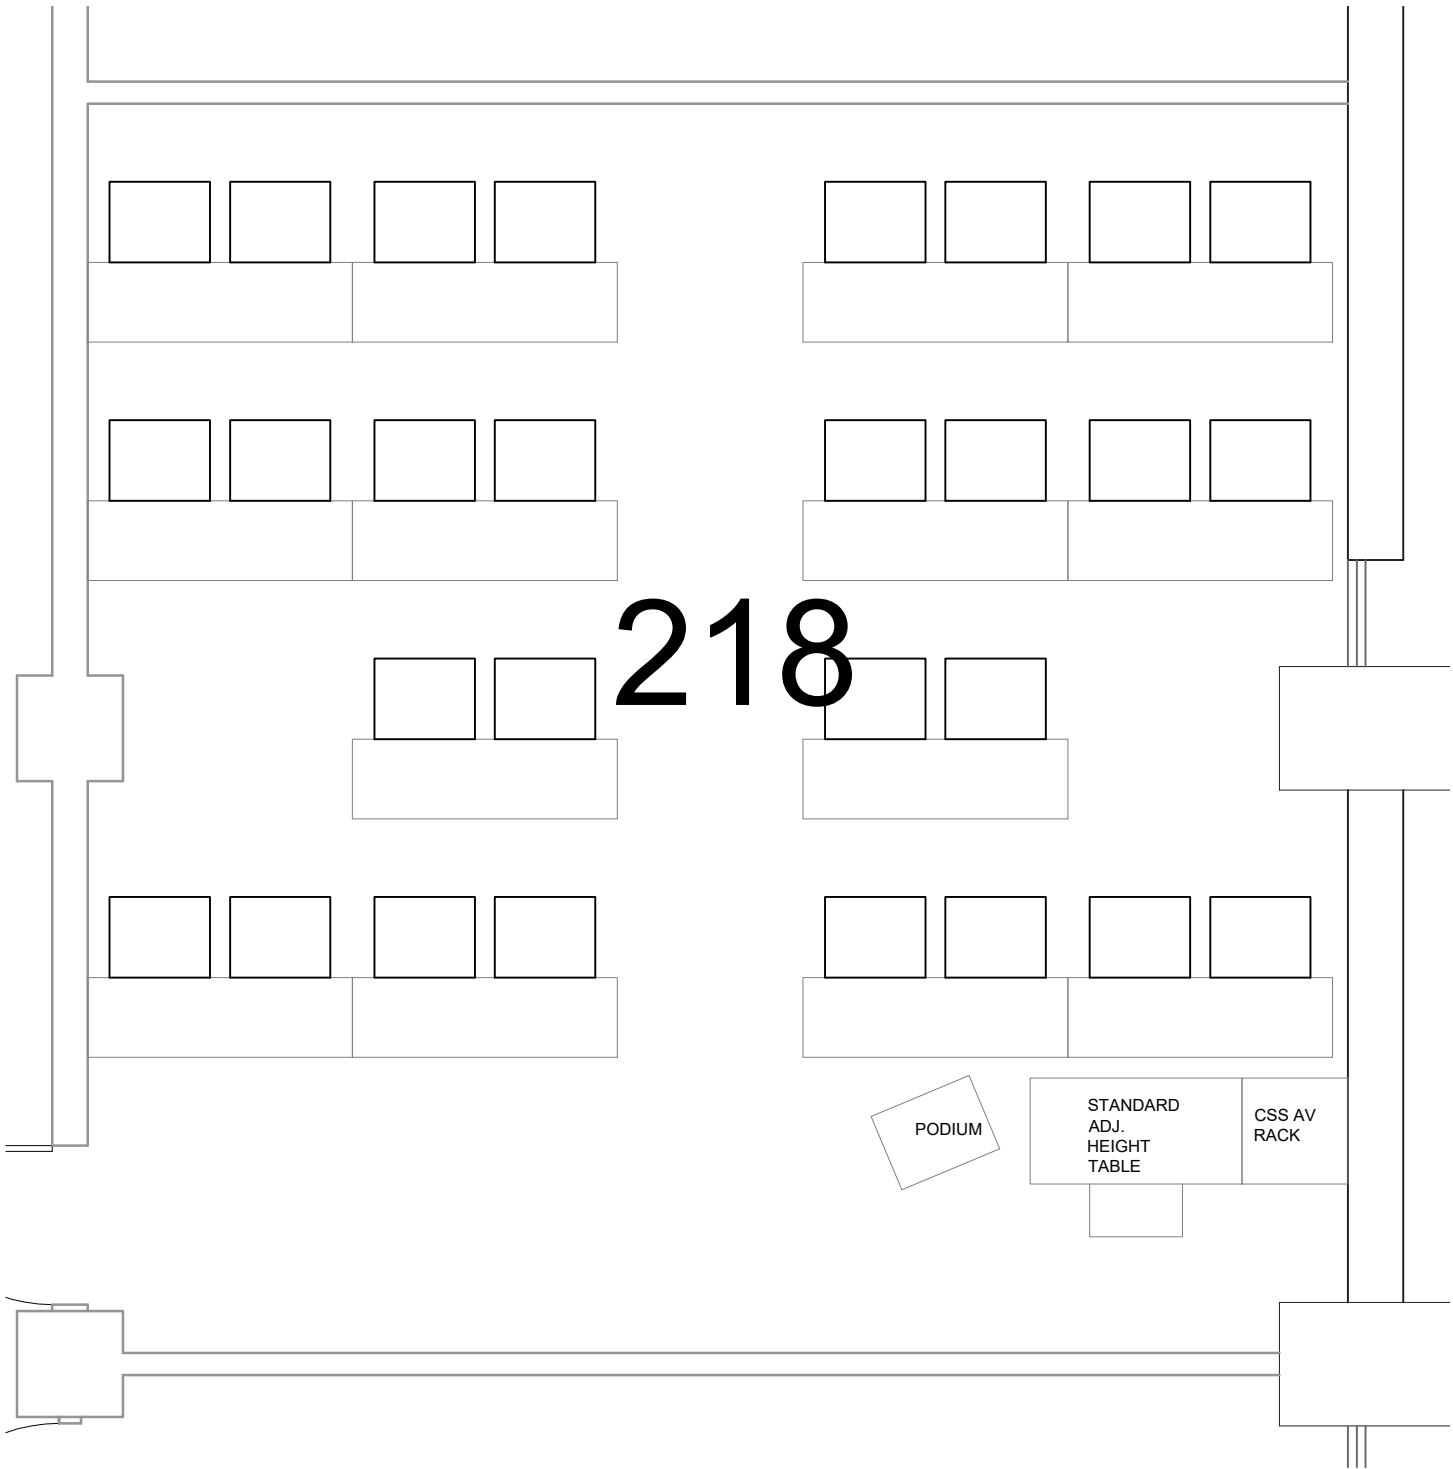 218
PODIUM
STANDARD
ADJ.
HEIGHT
TABLE
CSS AV
RACK